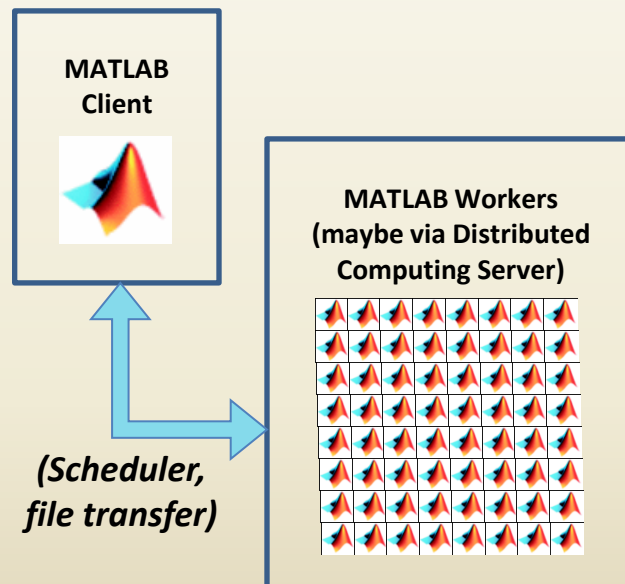 MATLAB
Client
MATLAB Workers
(maybe via Distributed
Computing Server)
(Scheduler,
file transfer)